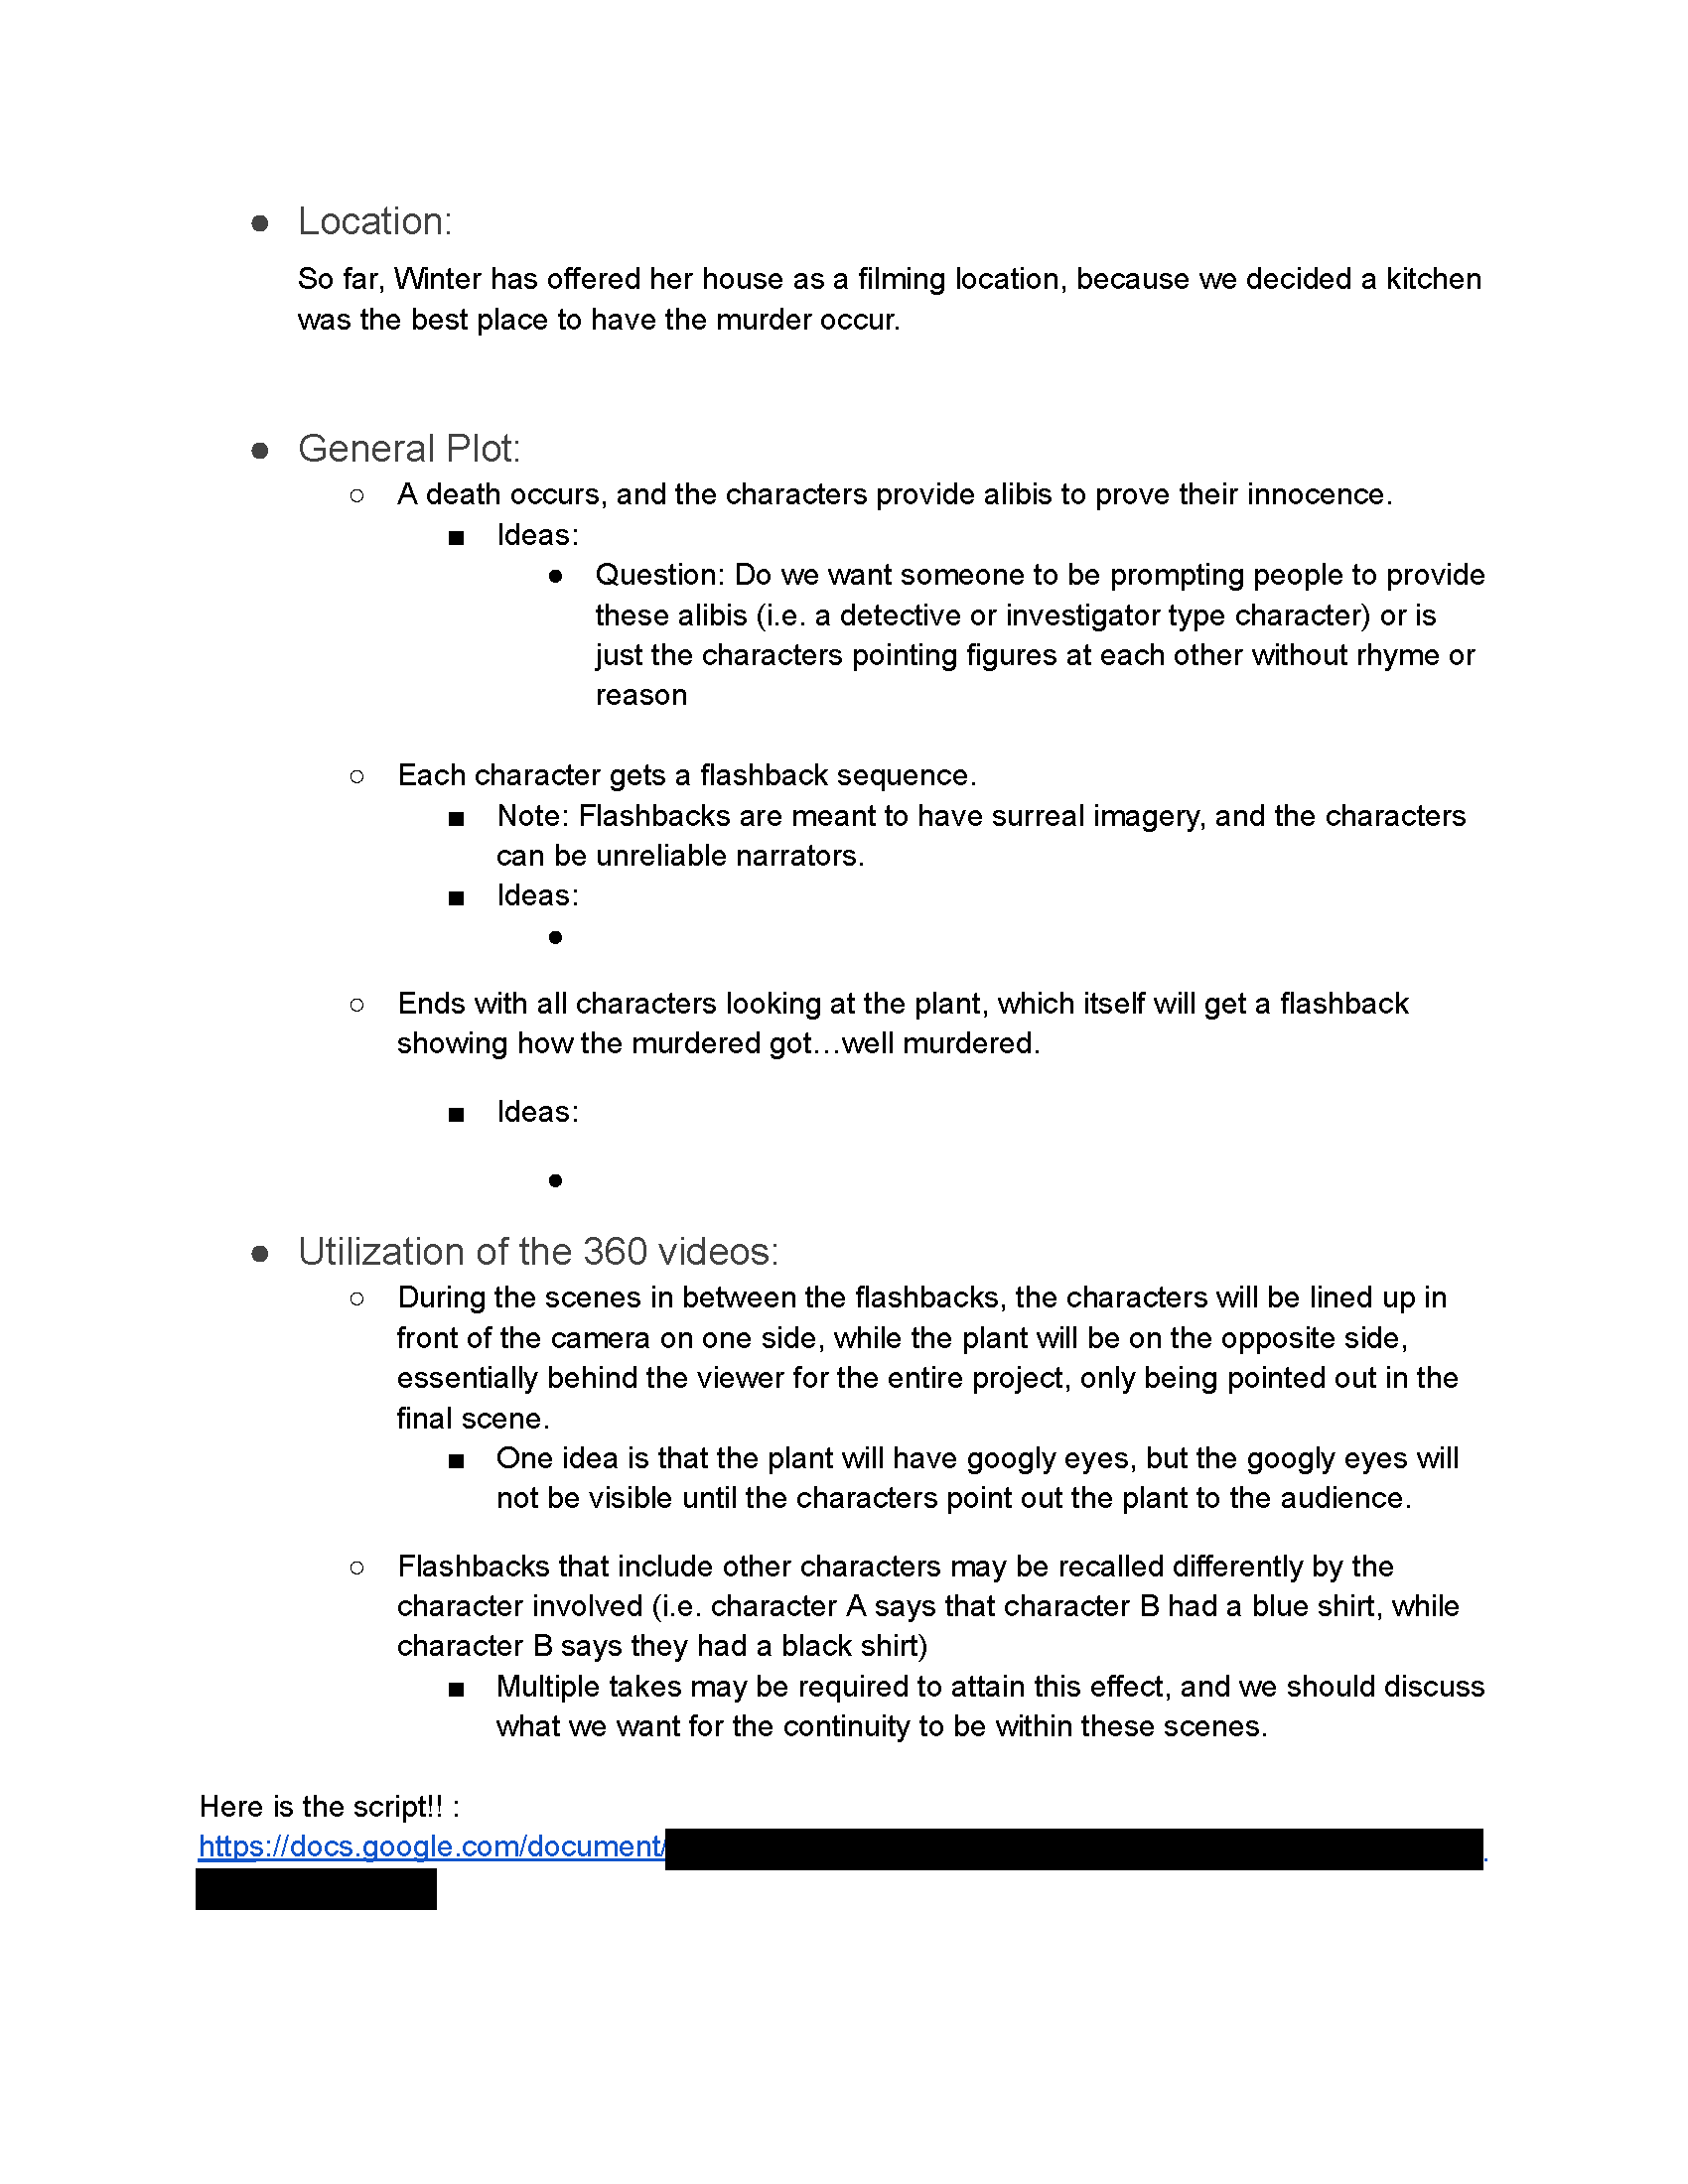 ● Location:
So far, Winter has offered her house as a filming location, because we decided a kitchen
was the best place to have the murder occur.
● General Plot:
○ A death occurs, and the characters provide alibis to prove their innocence.
■ Ideas:
● Question: Do we want someone to be prompting people to provide
these alibis (i.e. a detective or investigator type character) or is
just the characters pointing figures at each other without rhyme or
reason
○ Each character gets a flashback sequence.
■ Note: Flashbacks are meant to have surreal imagery, and the characters
can be unreliable narrators.
■ Ideas:
●
○ Ends with all characters looking at the plant, which itself will get a flashback
showing how the murdered got…well murdered.
■ Ideas:
●
● Utilization of the 360 videos:
○ During the scenes in between the flashbacks, the characters will be lined up in
front of the camera on one side, while the plant will be on the opposite side,
essentially behind the viewer for the entire project, only being pointed out in the
final scene.
■ One idea is that the plant will have googly eyes, but the googly eyes will
not be visible until the characters point out the plant to the audience.
○ Flashbacks that include other characters may be recalled differently by the
character involved (i.e. character A says that character B had a blue shirt, while
character B says they had a black shirt)
■ Multiple takes may be required to attain this effect, and we should discuss
what we want for the continuity to be within these scenes.
Here is the script!! :
https://docs.google.com/document/